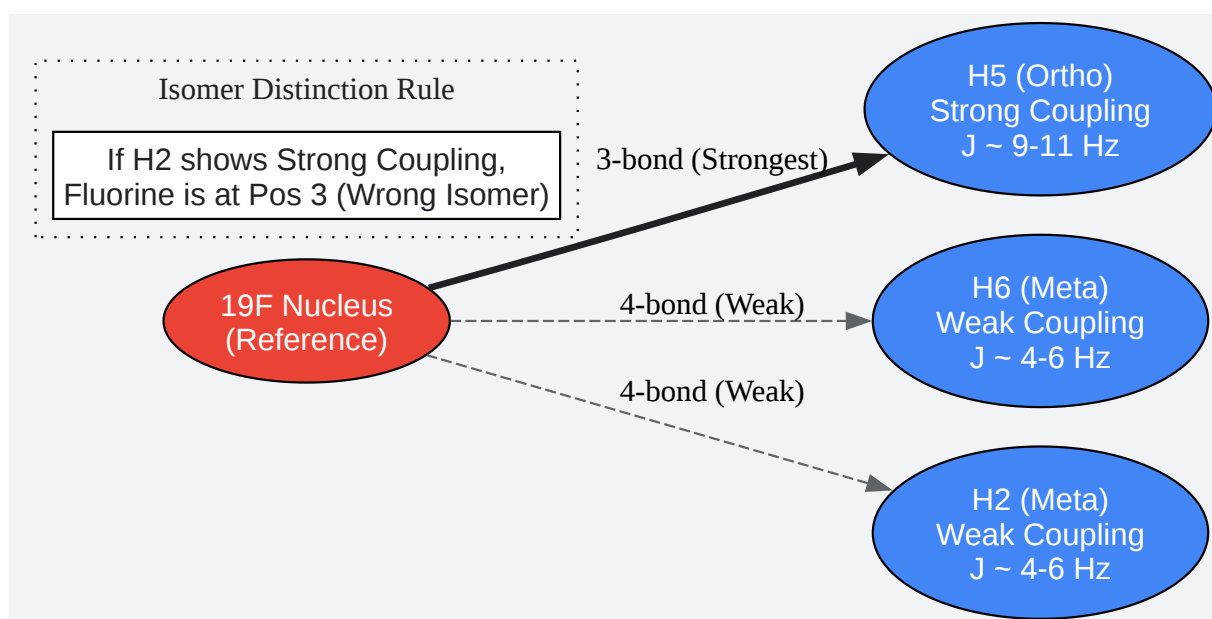 Isomer Distinction Rule
If H2 shows Strong Coupling,
Fluorine is at Pos 3 (Wrong Isomer)
19F Nucleus
(Reference)
3-bond (Strongest)
4-bond (Weak)
4-bond (Weak)
H5 (Ortho)
Strong Coupling
J ~ 9-11 Hz
H6 (Meta)
Weak Coupling
J ~ 4-6 Hz
H2 (Meta)
Weak Coupling
J ~ 4-6 Hz